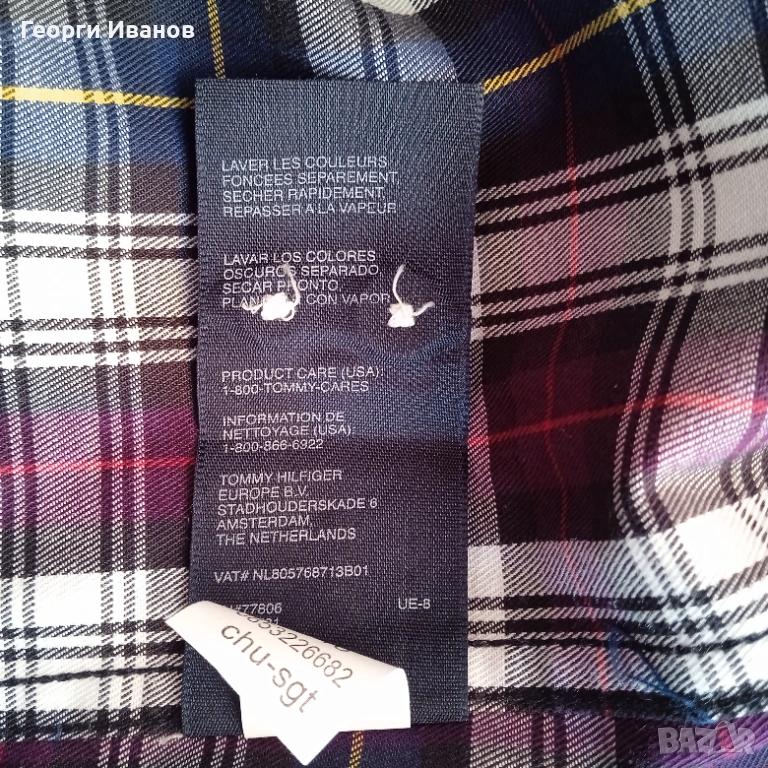 Георги Иванов
LAVER LES COULEURS
FONCEES SEPAREMENT,
SECHER RAPIDEMENT,
REPASSER A LA VAPEUR
LAVAR LOS COLORES
OSCUROS SEPARADO,
SECAR PRONTO,
CON VAPOR
PRODUCT CARE (USA):
1-800-TOMMY-CARES
INFORMATION DE
NETTOYAGE (USA):
1-800-866-6922
TOMMY HILFIGER
EUROPE B.V.
STADHOUDERSKADE 6
AMSTERDAM,
THE NETHERLANDS
VAT# NL805768713B01
UE-8
chu-sgt
BAZAR